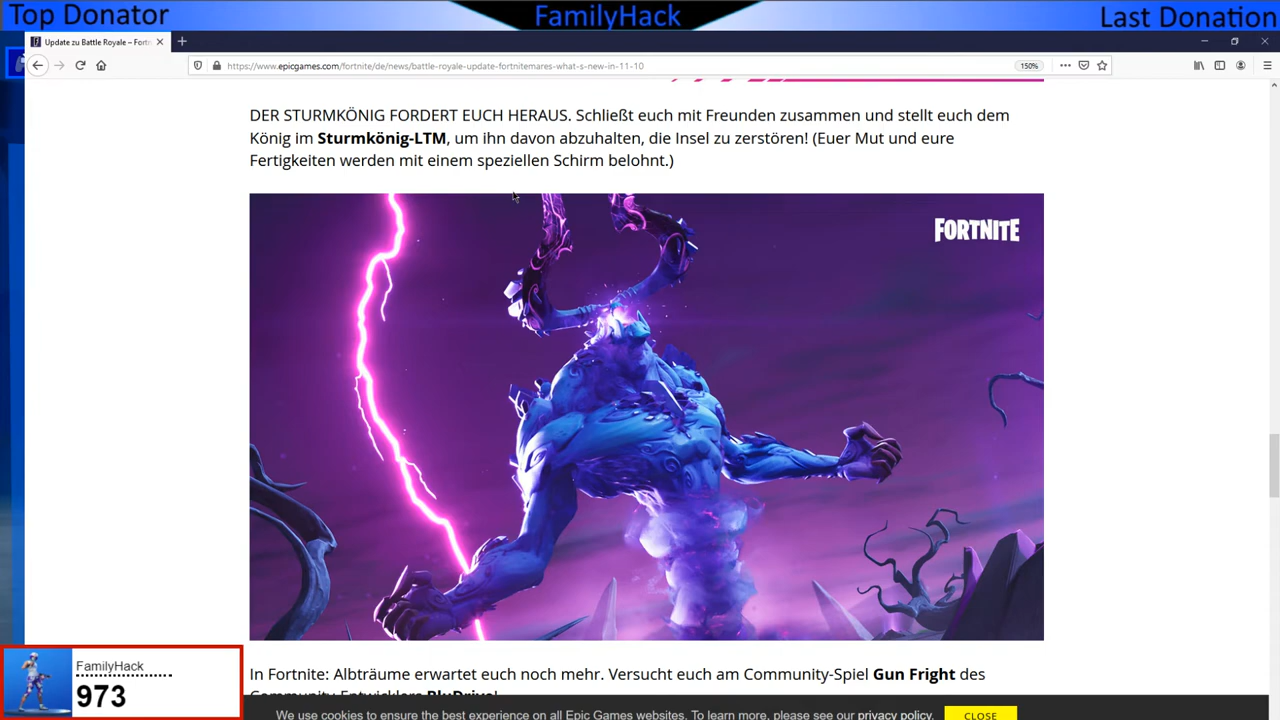 Top Donator
FamilyHack
Last Donation
Update zu Battle Royale – Fortn
https://www.epicgames.com/fortnite/de/news/battle-royale-update-fortnitemares-what-s-new-in-11-10
150%
DER STURMKÖNIG FORDERT EUCH HERAUS. Schließt euch mit Freunden zusammen und stellt euch dem
König im Sturmkönig-LTM, um ihn davon abzuhalten, die Insel zu zerstören! (Euer Mut und eure
Fertigkeiten werden mit einem speziellen Schirm belohnt.)
FORTNITE
In Fortnite: Albträume erwartet euch noch mehr. Versucht euch am Community-Spiel Gun Fright des
Community-Entwicklers BluDrive!
FamilyHack
973
We use cookies to ensure the best experience on all Epic Games websites. To learn more, please see our privacy policy.
CLOSE